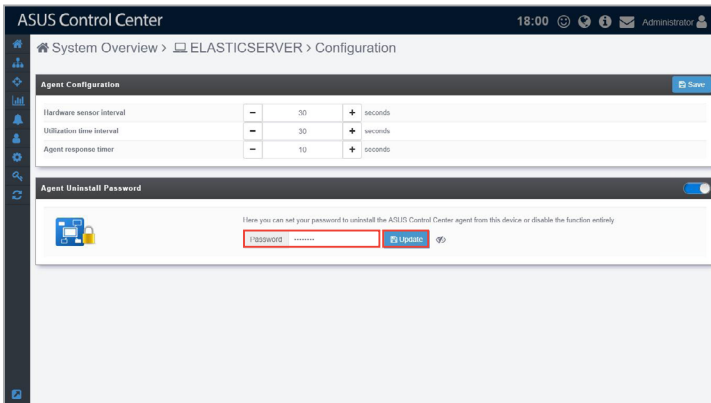 ASUS Control Center 18:00 Administrator
System Overview > ELASTICSERVER > Configuration
Agent Configuration Save
Hardware sensor interval − 30 + seconds
Utilization time interval − 30 + seconds
Agent response timer − 10 + seconds
Agent Uninstall Password
Here you can set your password to uninstall the ASUS Control Center agent from this device or disable the function entirely
Password ········ Update